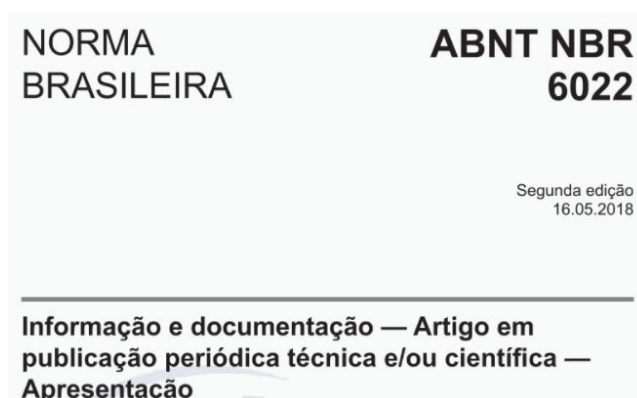 NORMA
BRASILEIRA
ABNT NBR
6022
Segunda edição
16.05.2018
Informação e documentação — Artigo em
publicação periódica técnica e/ou científica —
Apresentação